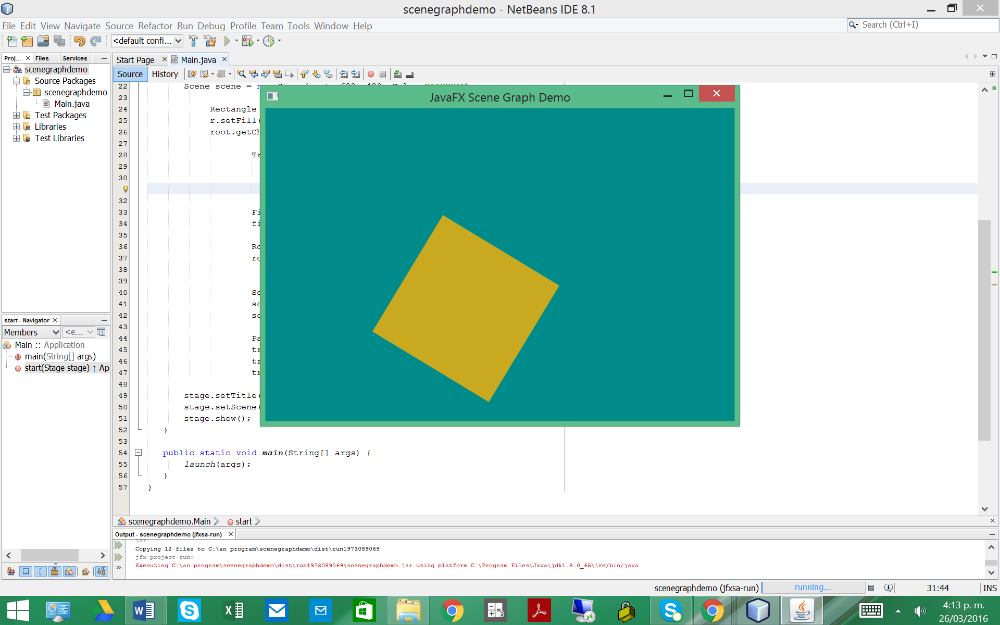 scenegraphdemo - NetBeans IDE 8.1
File Edit View Navigate Source Refactor Run Debug Profile Team Tools Window Help
Search (Ctrl+I)
<default confi...
Proj... Files Services
scenegraphdemo
Source Packages
scenegraphdemo
Main.java
Test Packages
Libraries
Test Libraries
Start Page Main.java
Source History
22 Scene scene =
23
24 Rectangle
25 r.setFill
26 root.getCh
27
28 Tr
29
30
32
33 Fi
34 fi
35
36 Ro
37 ro
38
39
40 Sc
41 sc
42 sc
43
44 Pa
45 tr
46 tr
47 tr
48
49 stage.setTitle(
50 stage.setScene(
51 stage.show();
52 }
53
54 public static void main(String[] args) {
55 launch(args);
56 }
57 }
JavaFX Scene Graph Demo
start - Navigator
Members <e...
Main :: Application
main(String[] args)
start(Stage stage) ↑ Ap
scenegraphdemo.Main start
Output - scenegraphdemo (jfxsa-run)
jar:
Copying 12 files to C:\an program\scenegraphdemo\dist\run1973089069
jfx-project-run:
Executing C:\an program\scenegraphdemo\dist\run1973089069\scenegraphdemo.jar using platform C:\Program Files\Java\jdk1.8.0_65\jre/bin/java
scenegraphdemo (jfxsa-run) running... 31:44 INS
4:13 p. m.
26/03/2016